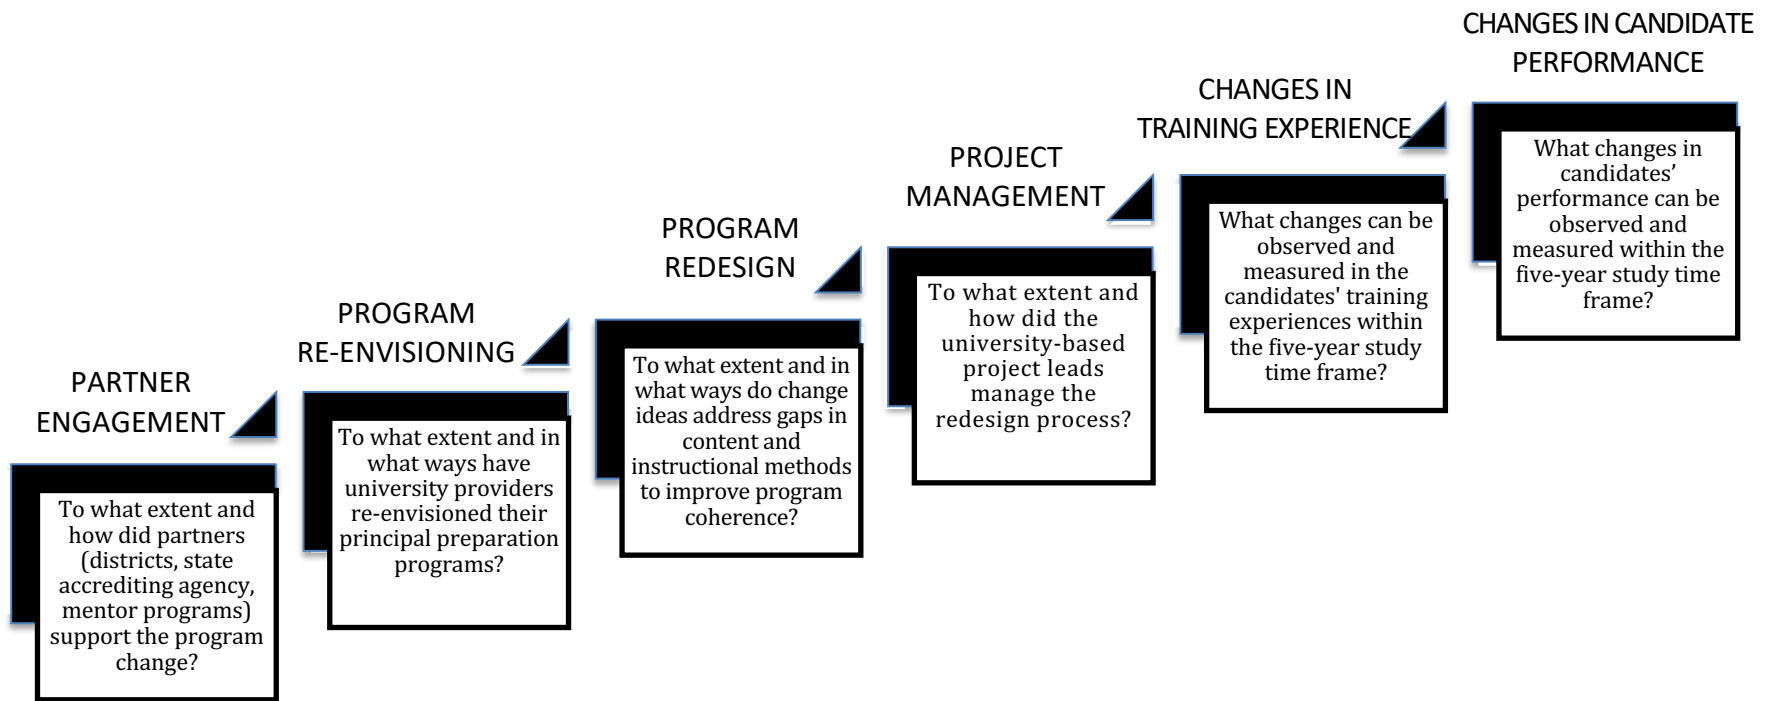 PARTNER
ENGAGEMENT
To what extent and
how did partners
(districts, state
accrediting agency,
mentor programs)
support the program
change?
PROGRAM
RE-ENVISIONING
To what extent and in
what ways have
university providers
re-envisioned their
principal preparation
programs?
PROGRAM
REDESIGN
To what extent and in
what ways do change
ideas address gaps in
content and
instructional methods
to improve program
coherence?
PROJECT
MANAGEMENT
To what extent and
how did the
university-based
project leads
manage the
redesign process?
CHANGES IN
TRAINING EXPERIENCE
What changes can be
observed and
measured in the
candidates' training
experiences within
the five-year study
time frame?
CHANGES IN CANDIDATE
PERFORMANCE
What changes in
candidates’
performance can be
observed and
measured within the
five-year study time
frame?